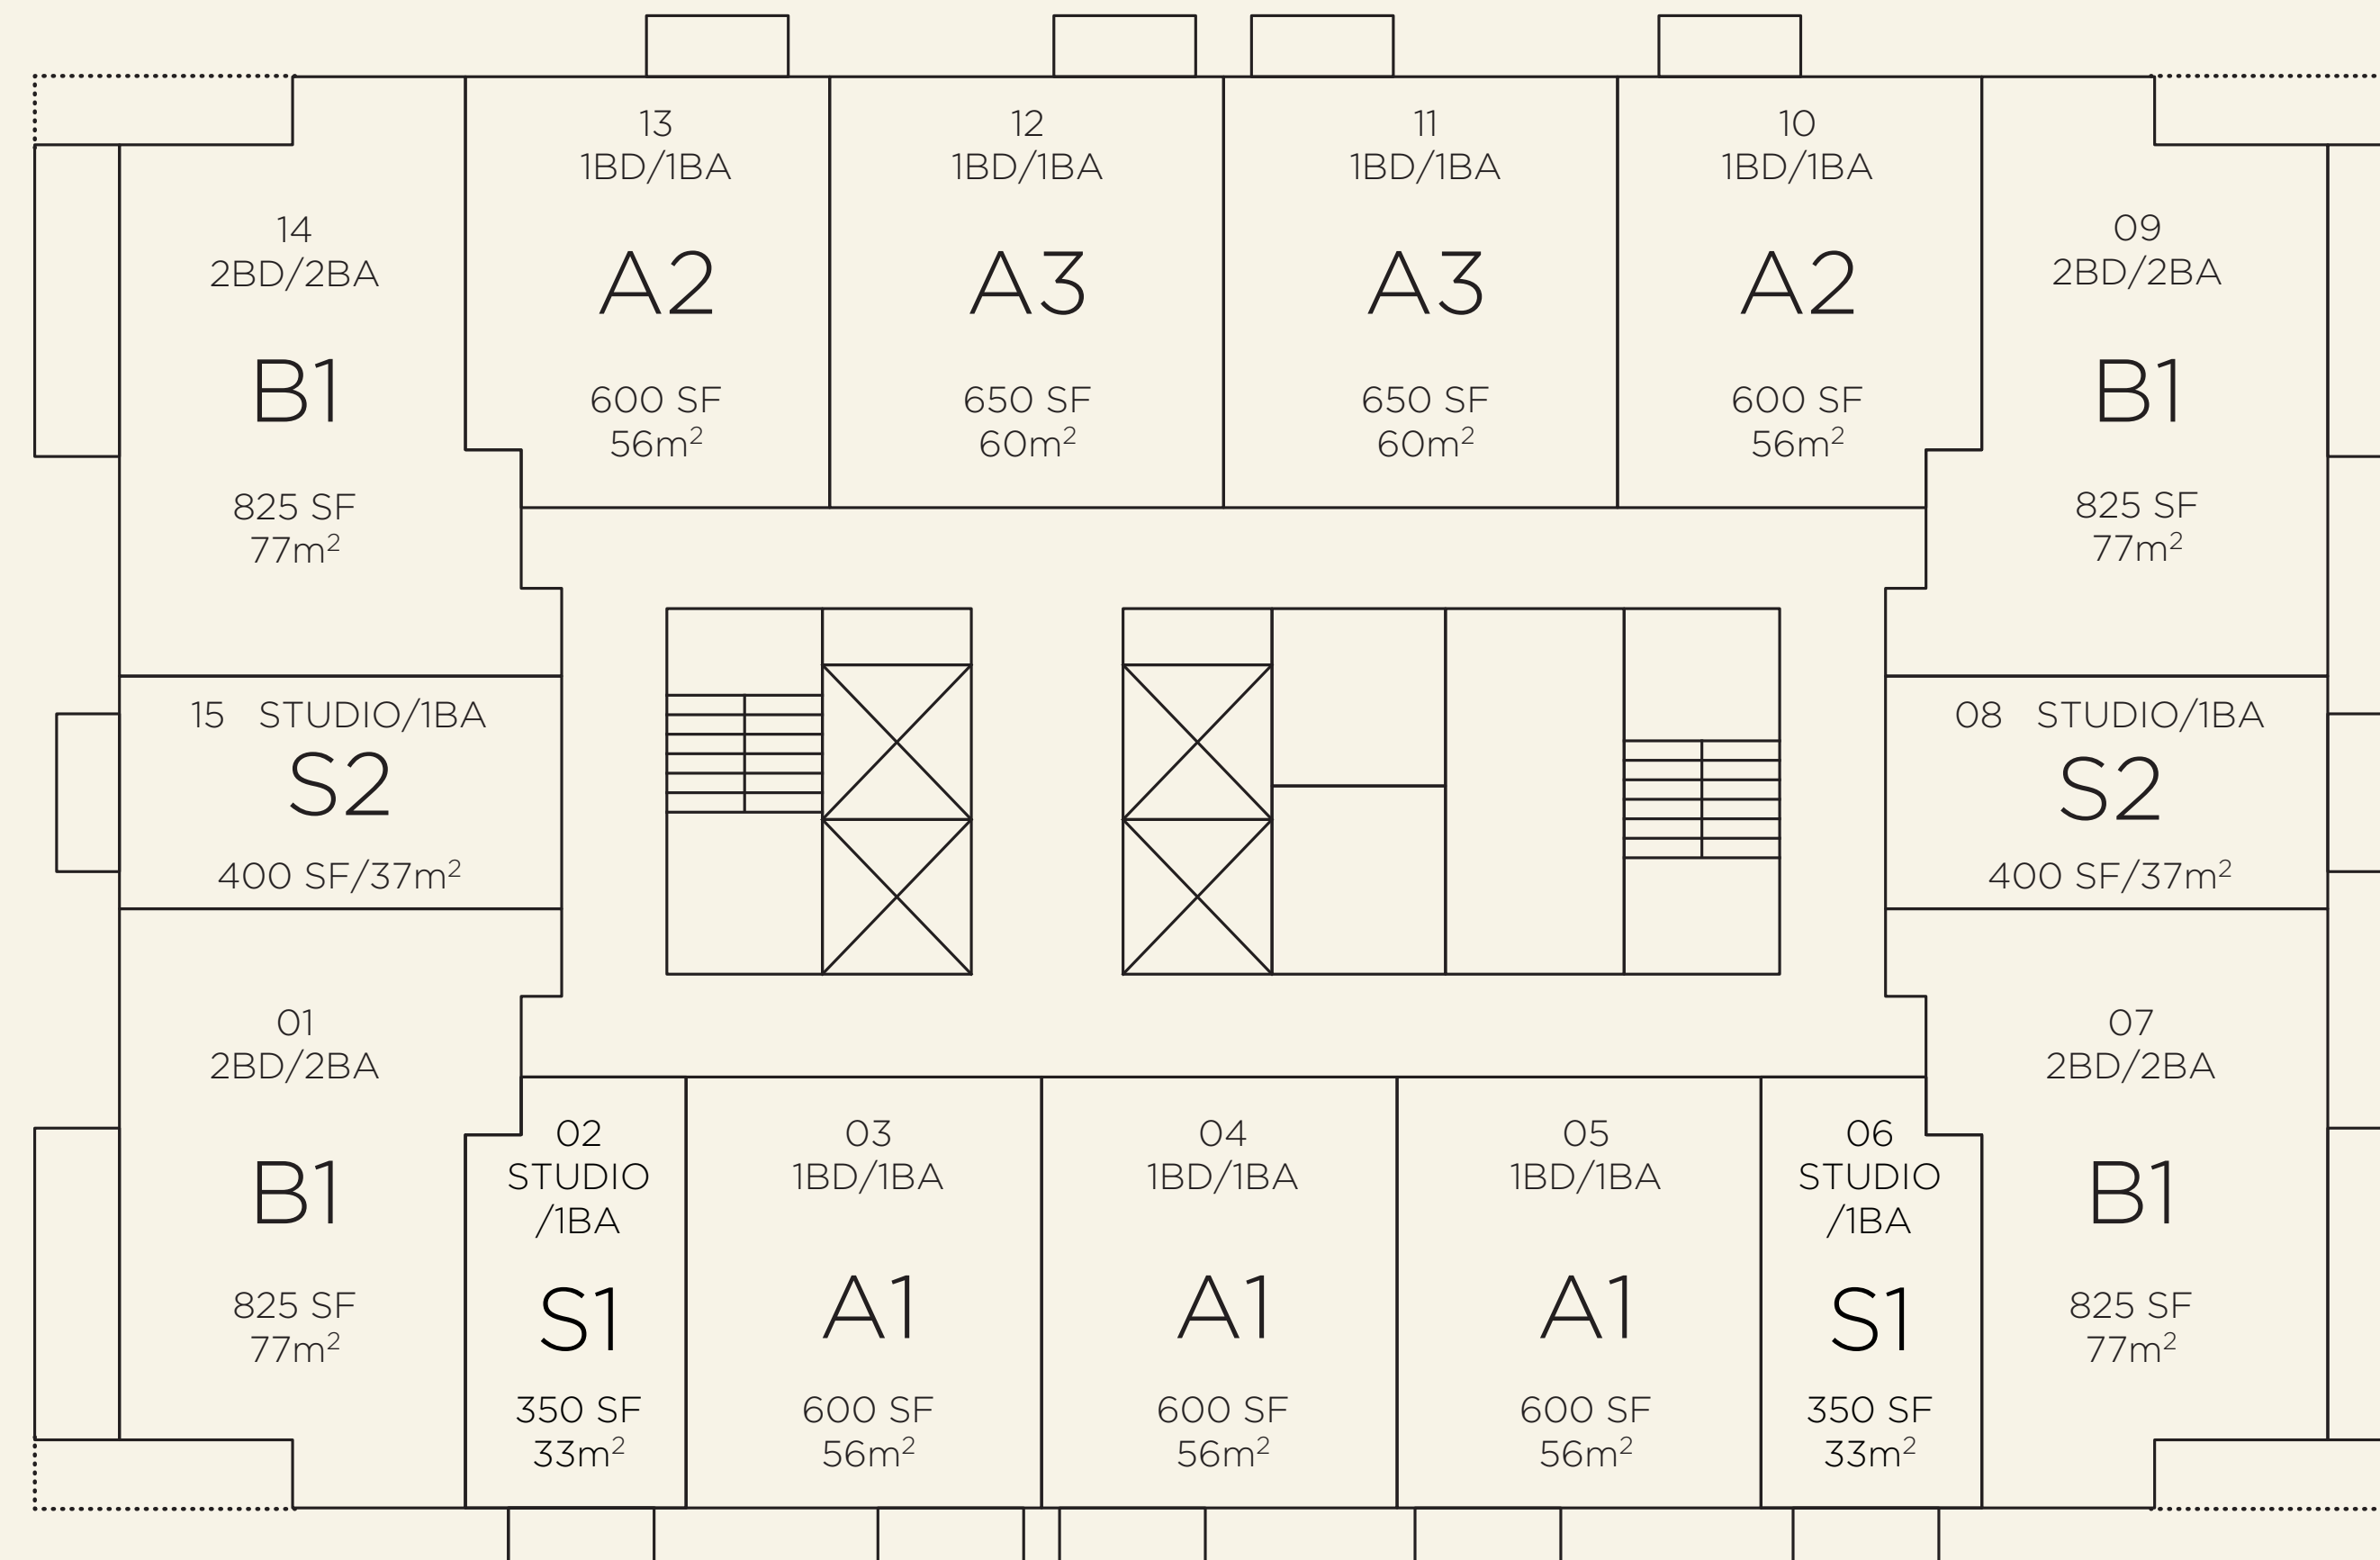 13
1BD/1BA
A2
600 SF
56m²
12
1BD/1BA
A3
650 SF
60m²
11
1BD/1BA
A3
650 SF
60m²
10
1BD/1BA
A2
600 SF
56m²
14
2BD/2BA
B1
825 SF
77m²
09
2BD/2BA
B1
825 SF
77m²
15 STUDIO/1BA
S2
400 SF/37m²
08 STUDIO/1BA
S2
400 SF/37m²
01
2BD/2BA
B1
825 SF
77m²
02
STUDIO
/1BA
S1
350 SF
33m²
03
1BD/1BA
A1
600 SF
56m²
04
1BD/1BA
A1
600 SF
56m²
05
1BD/1BA
A1
600 SF
56m²
06
STUDIO
/1BA
S1
350 SF
33m²
07
2BD/2BA
B1
825 SF
77m²